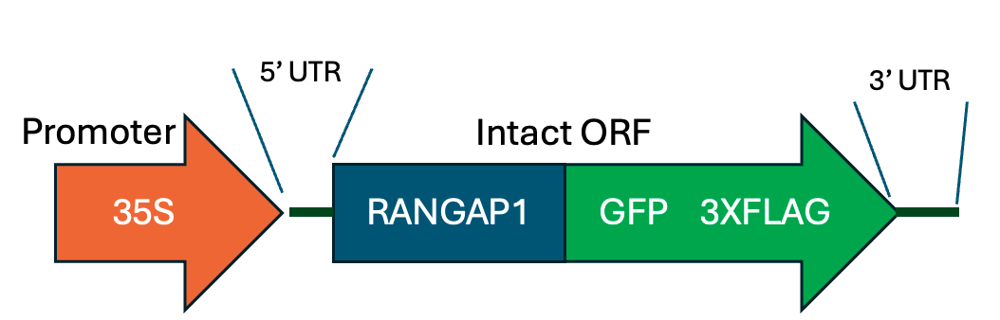 5’ UTR
3’ UTR
Promoter
Intact ORF
35S
RANGAP1
GFP 3XFLAG